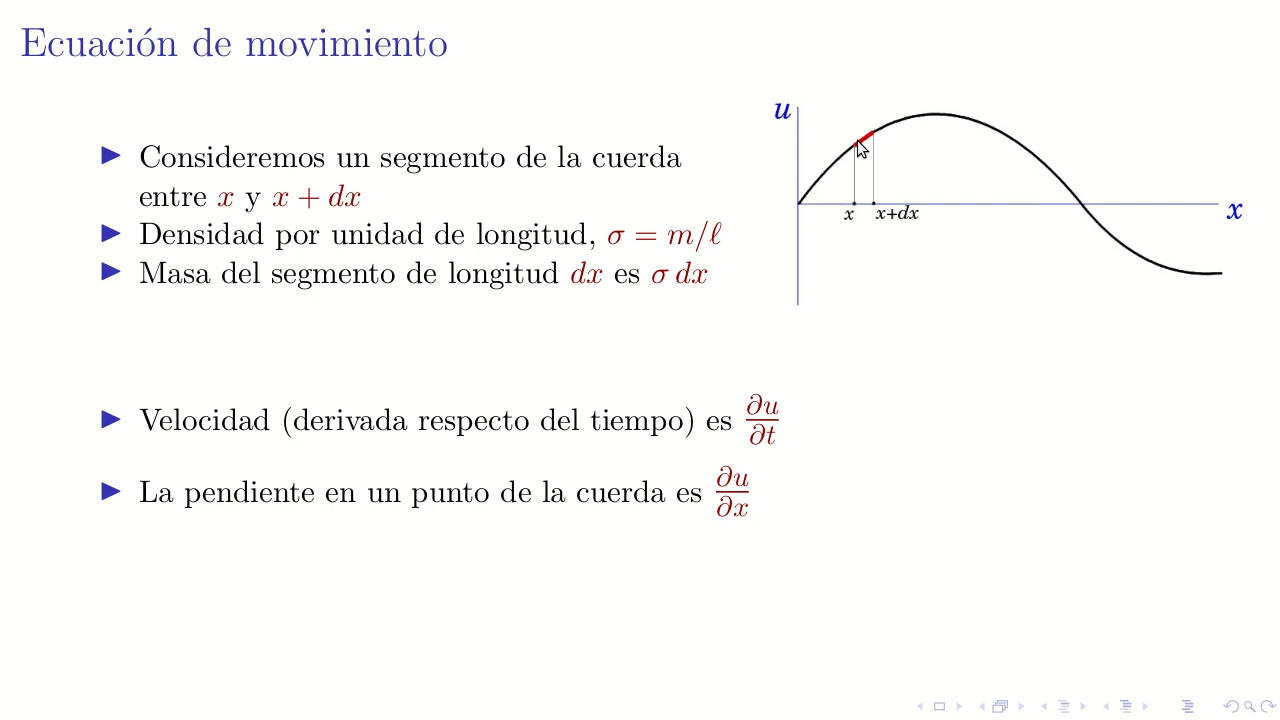 Ecuación de movimiento
Consideremos un segmento de la cuerda
entre x y x + dx
Densidad por unidad de longitud, σ = m/ℓ
Masa del segmento de longitud dx es σ dx
u
x
x+dx
x
Velocidad (derivada respecto del tiempo) es ∂u/∂t
La pendiente en un punto de la cuerda es ∂u/∂x